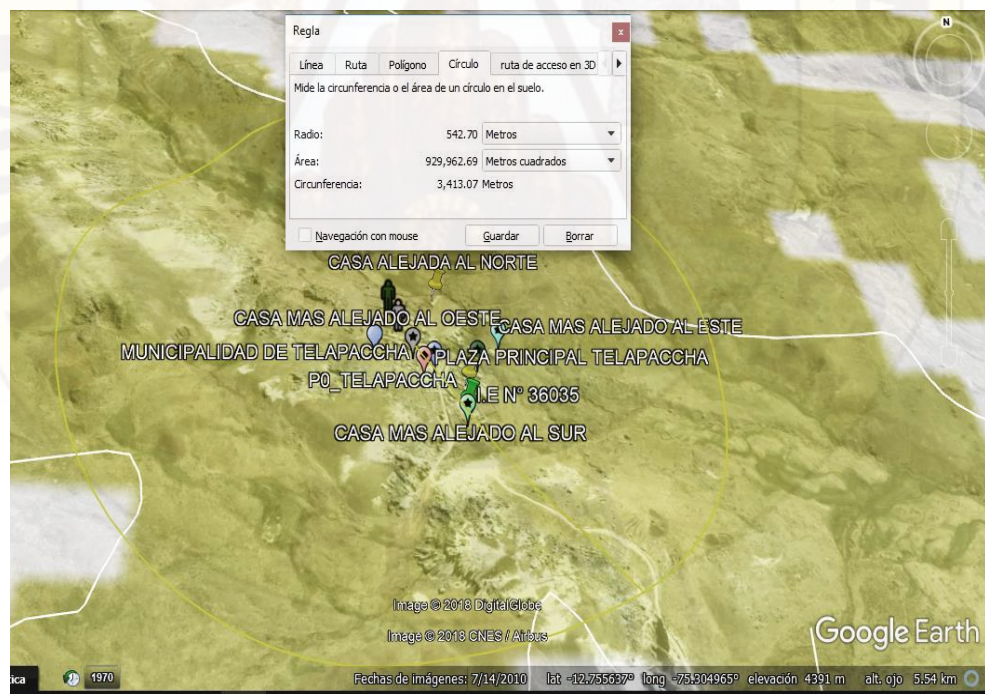 Regla
x
Línea Ruta Polígono Círculo ruta de acceso en 3D
Mide la circunferencia o el área de un círculo en el suelo.
Radio: 542.70 Metros
Área: 929,962.69 Metros cuadrados
Circunferencia: 3,413.07 Metros
Navegación con mouse Guardar Borrar
N
CASA ALEJADA AL NORTE
CASA MAS ALEJADO AL OESTE
CASA MAS ALEJADO AL ESTE
MUNICIPALIDAD DE TELAPACCHA
PLAZA PRINCIPAL TELAPACCHA
P0_TELAPACCHA
I.E N° 36035
CASA MAS ALEJADO AL SUR
Image © 2018 DigitalGlobe
Image © 2018 CNES / Airbus
Google Earth
1970
Fechas de imágenes: 7/14/2010 lat -12.755637° long -75.304965° elevación 4391 m alt. ojo 5.54 km